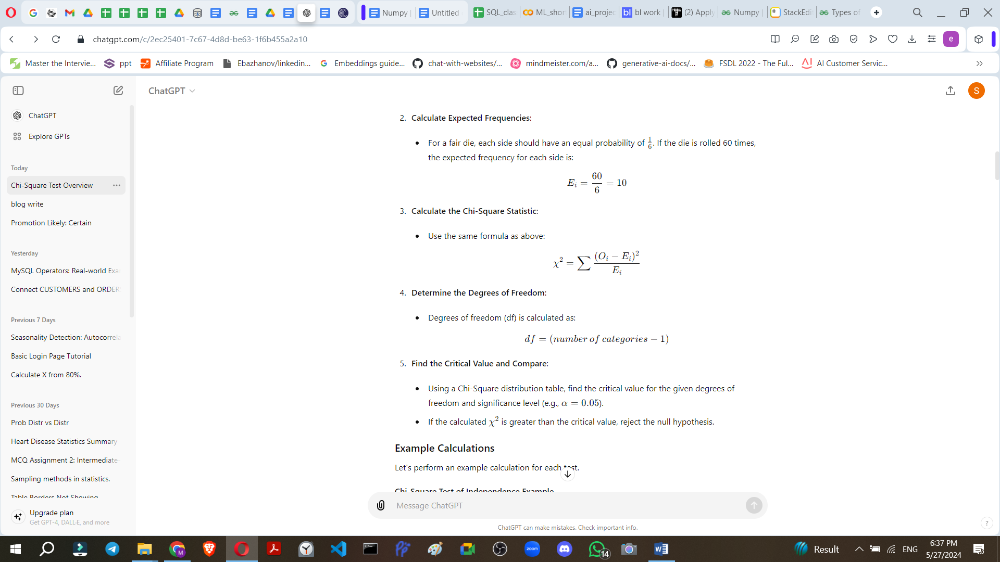 Numpy |
Untitled
SQL_clas
ML_shor
ai_projec
bl work |
(2) Apply
Numpy |
StackEdi
Types of
chatgpt.com/c/2ec25401-7c67-4d8d-be63-1f6b455a2a10
e
Master the Intervie...
ppt
Affiliate Program
Ebazhanov/linkedin...
Embeddings guide...
chat-with-websites/...
mindmeister.com/a...
generative-ai-docs/...
FSDL 2022 - The Ful...
AI Customer Servic...
ChatGPT
S
ChatGPT
Explore GPTs
Today
Chi-Square Test Overview
blog write
Promotion Likely: Certain
Yesterday
MySQL Operators: Real-world Exa
Connect CUSTOMERS and ORDER
Previous 7 Days
Seasonality Detection: Autocorrela
Basic Login Page Tutorial
Calculate X from 80%.
Previous 30 Days
Prob Distr vs Distr
Heart Disease Statistics Summary
MCQ Assignment 2: Intermediate-
Sampling methods in statistics.
Table Borders Not Showing
Upgrade plan
Get GPT-4, DALL·E, and more
2. Calculate Expected Frequencies:
• For a fair die, each side should have an equal probability of 1/6. If the die is rolled 60 times,
the expected frequency for each side is:
E_i = 60/6 = 10
3. Calculate the Chi-Square Statistic:
• Use the same formula as above:
χ² = ∑ (O_i − E_i)² / E_i
4. Determine the Degrees of Freedom:
• Degrees of freedom (df) is calculated as:
df = (number of categories − 1)
5. Find the Critical Value and Compare:
• Using a Chi-Square distribution table, find the critical value for the given degrees of
freedom and significance level (e.g., α = 0.05).
• If the calculated χ² is greater than the critical value, reject the null hypothesis.
Example Calculations
Let's perform an example calculation for each test.
Chi-Square Test of Independence Example
Message ChatGPT
ChatGPT can make mistakes. Check important info.
?
M
zoom
14
Result
ENG
6:37 PM
5/27/2024